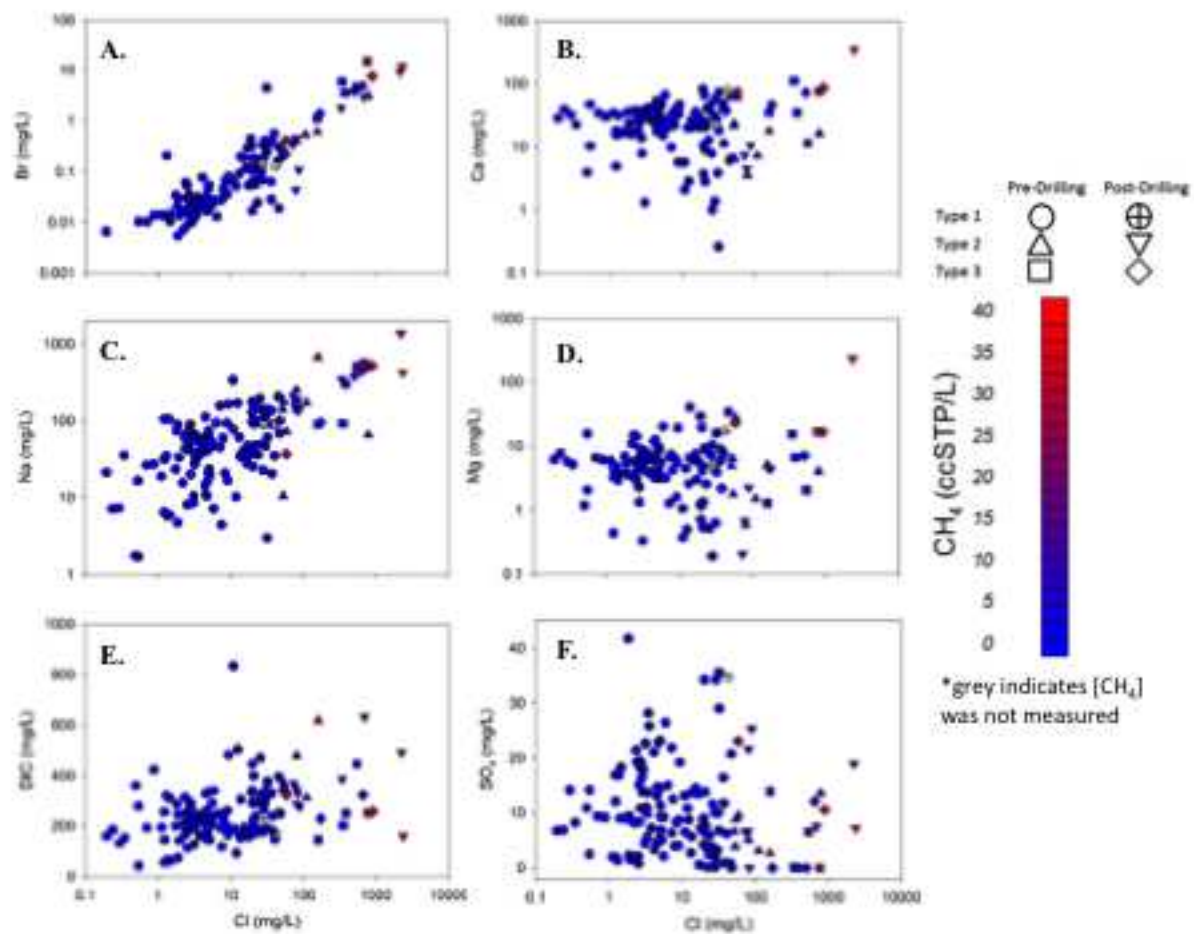 A.
100
10
1
0.1
0.01
0.001
Br (mg/L)
B.
1000
100
10
1
0.1
Ca (mg/L)
C.
1000
100
10
1
Na (mg/L)
D.
1000
100
10
1
0.1
Mg (mg/L)
E.
1000
800
600
400
200
0
DIC (mg/L)
0.1 1 10 100 1000 10000
Cl (mg/L)
F.
40
30
20
10
0
SO4 (mg/L)
0.1 1 10 100 1000 10000
Cl (mg/L)
Pre-Drilling Post-Drilling
Type 1
Type 2
Type 3
40
35
30
25
20
15
10
5
0
CH4 (ccSTP/L)
*grey indicates [CH4]
was not measured